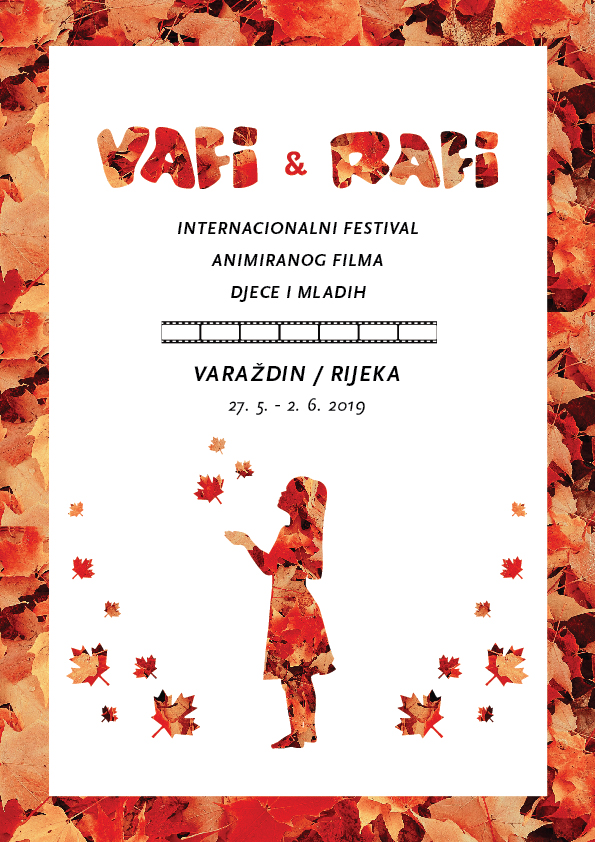 VAFi & RAFi
INTERNACIONALNI FESTIVAL
ANIMIRANOG FILMA
DJECE I MLADIH
VARAŽDIN / RIJEKA
27. 5. - 2. 6. 2019